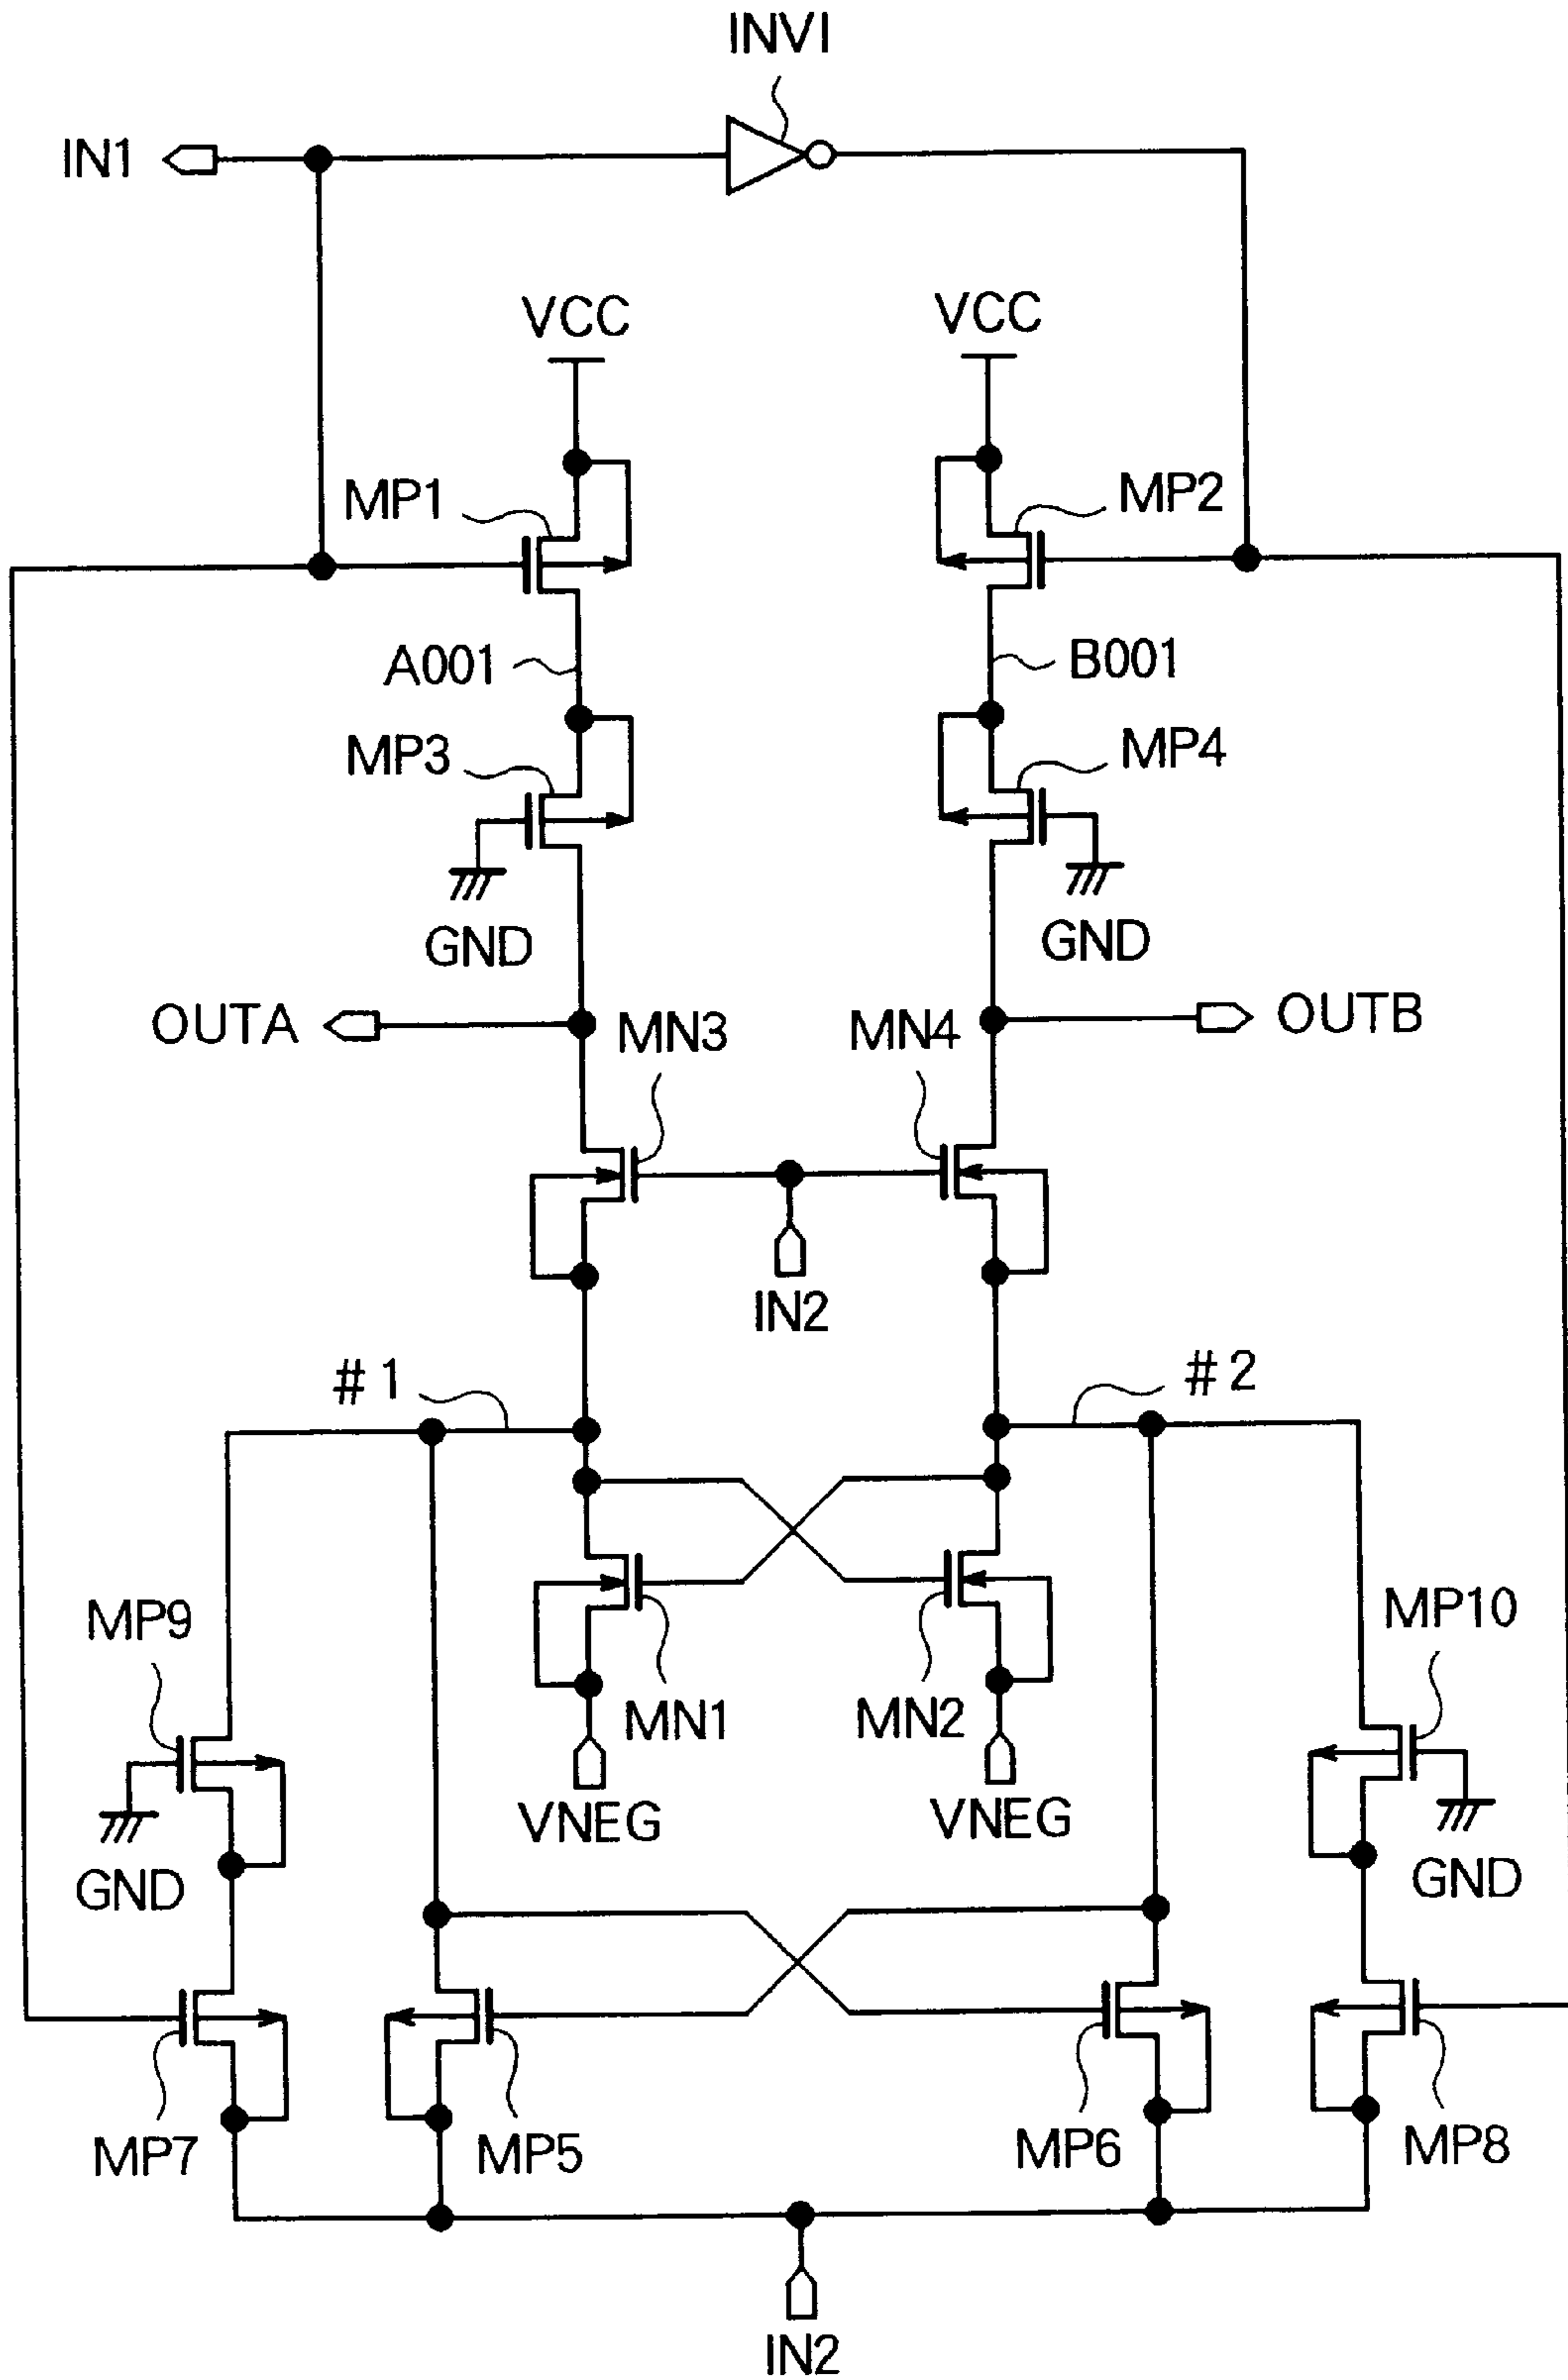 INVI
IN1
VCC
VCC
MP1
MP2
A001
B001
MP3
MP4
GND
GND
OUTA
MN3
MN4
OUTB
IN2
#1
#2
MP9
MP10
MN1
MN2
VNEG
VNEG
GND
GND
MP7
MP5
MP6
MP8
IN2